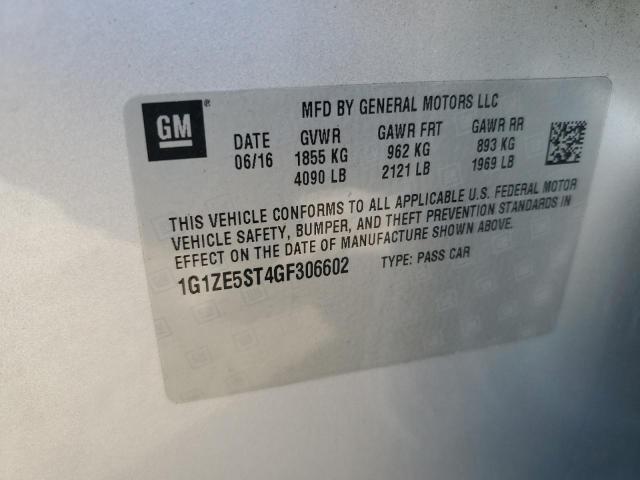 GM®
MFD BY GENERAL MOTORS LLC
DATE GVWR GAWR FRT GAWR RR
06/16 1855 KG 962 KG 893 KG
4090 LB 2121 LB 1969 LB
THIS VEHICLE CONFORMS TO ALL APPLICABLE U.S. FEDERAL MOTOR
VEHICLE SAFETY, BUMPER, AND THEFT PREVENTION STANDARDS IN
EFFECT ON THE DATE OF MANUFACTURE SHOWN ABOVE.
1G1ZE5ST4GF306602 TYPE: PASS CAR